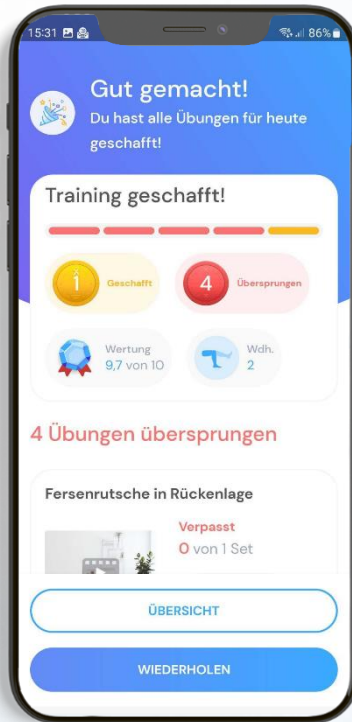 15:31 86%
Gut gemacht!
Du hast alle Übungen für heute
geschafft!
Training geschafft!
1 Geschafft 4 Übersprungen
Wertung Wdh.
9,7 von 10 2
4 Übungen übersprungen
Fersenrutsche in Rückenlage
Verpasst
0 von 1 Set
ÜBERSICHT
WIEDERHOLEN